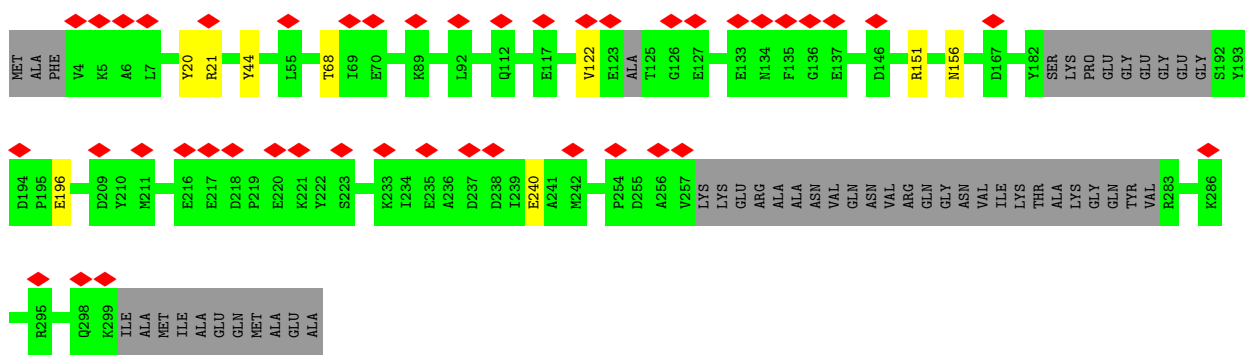 MET ALA PHE V4 K5 A6 L7 Y20 R21 Y44 L55 T68 I69 E70 K89 L92 Q112 E117 V122 E123 ALA T125 G126 E127 E133 N134 F135 G136 E137 D146 R151 N156 D167 Y182 SER LYS PRO GLU GLY GLU GLY GLU GLY S192 Y193
D194 P195 E196 D209 Y210 M211 E216 E217 D218 P219 E220 K221 Y222 S223 K233 I234 E235 A236 D237 D238 I239 E240 A241 M242 P254 D255 A256 V257 LYS LYS GLU ARG ALA ALA ASN VAL GLN ASN VAL ARG GLN GLY ASN VAL ILE LYS THR ALA LYS GLY GLN TYR VAL R283 K286
R295 Q298 K299 ILE ALA MET ILE ALA GLU GLN MET ALA GLU ALA